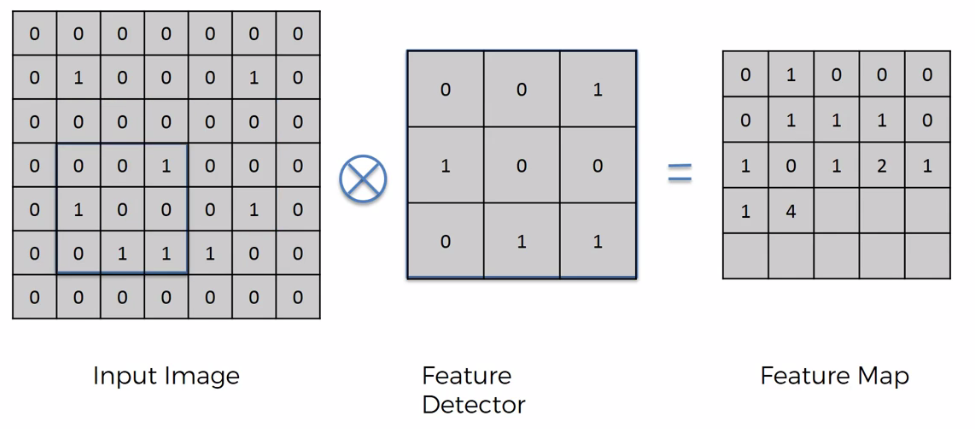 0 0 0 0 0 0 0
0 1 0 0 0 1 0
0 0 0 0 0 0 0
0 0 0 1 0 0 0
0 1 0 0 0 1 0
0 0 1 1 1 0 0
0 0 0 0 0 0 0
Input Image
0 0 1
1 0 0
0 1 1
Feature
Detector
=
0 1 0 0 0
0 1 1 1 0
1 0 1 2 1
1 4
Feature Map